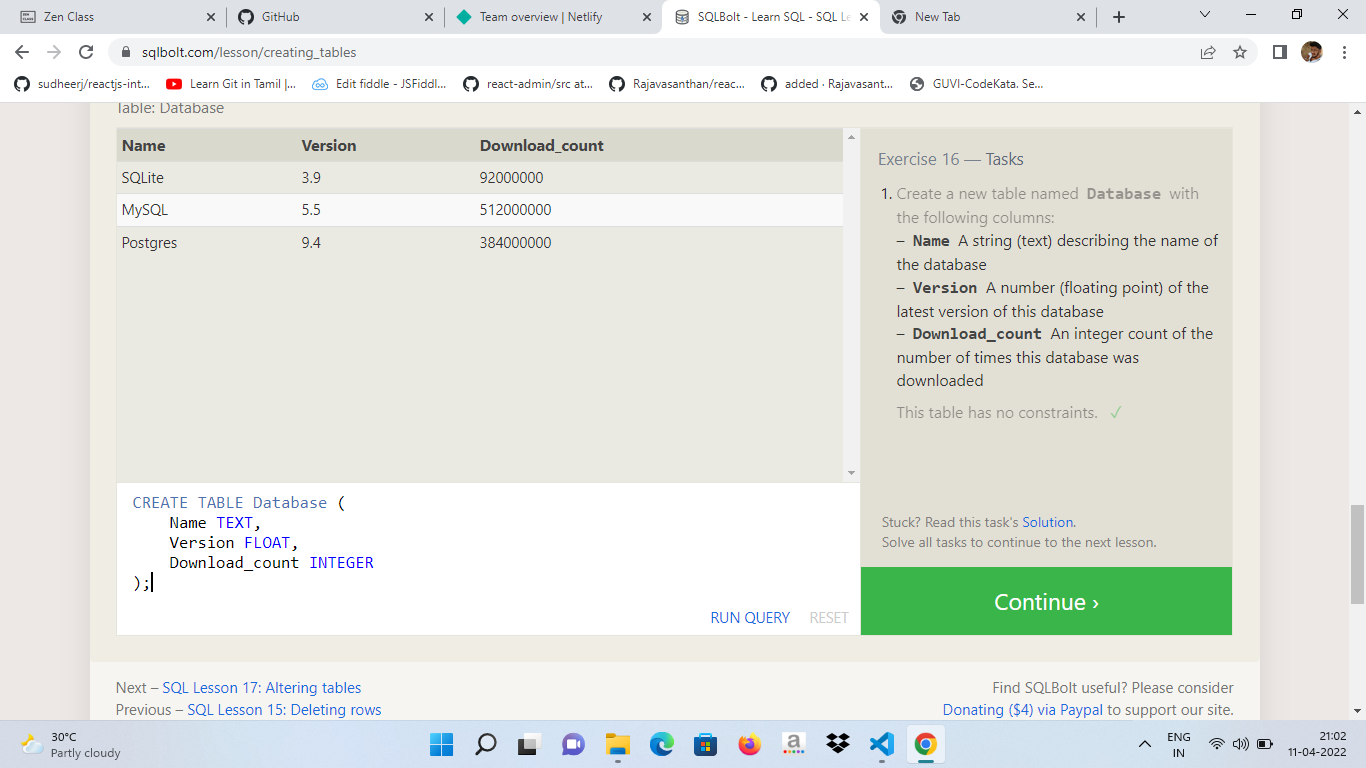 Zen Class
GitHub
Team overview | Netlify
SQLBolt - Learn SQL - SQL Le
New Tab
sqlbolt.com/lesson/creating_tables
sudheerj/reactjs-int...
Learn Git in Tamil |...
Edit fiddle - JSFiddl...
react-admin/src at...
Rajavasanthan/reac...
added · Rajavasant...
GUVI-CodeKata. Se...
Table: Database
Name Version Download_count
SQLite 3.9 92000000
MySQL 5.5 512000000
Postgres 9.4 384000000
Exercise 16 — Tasks
1. Create a new table named Database with
the following columns:
– Name A string (text) describing the name of
the database
– Version A number (floating point) of the
latest version of this database
– Download_count An integer count of the
number of times this database was
downloaded
This table has no constraints. ✓
Stuck? Read this task's Solution.
Solve all tasks to continue to the next lesson.
Continue ›
CREATE TABLE Database (
Name TEXT,
Version FLOAT,
Download_count INTEGER
);
RUN QUERY RESET
Next – SQL Lesson 17: Altering tables
Previous – SQL Lesson 15: Deleting rows
Find SQLBolt useful? Please consider
Donating ($4) via Paypal to support our site.
30°C
Partly cloudy
ENG
IN
21:02
11-04-2022